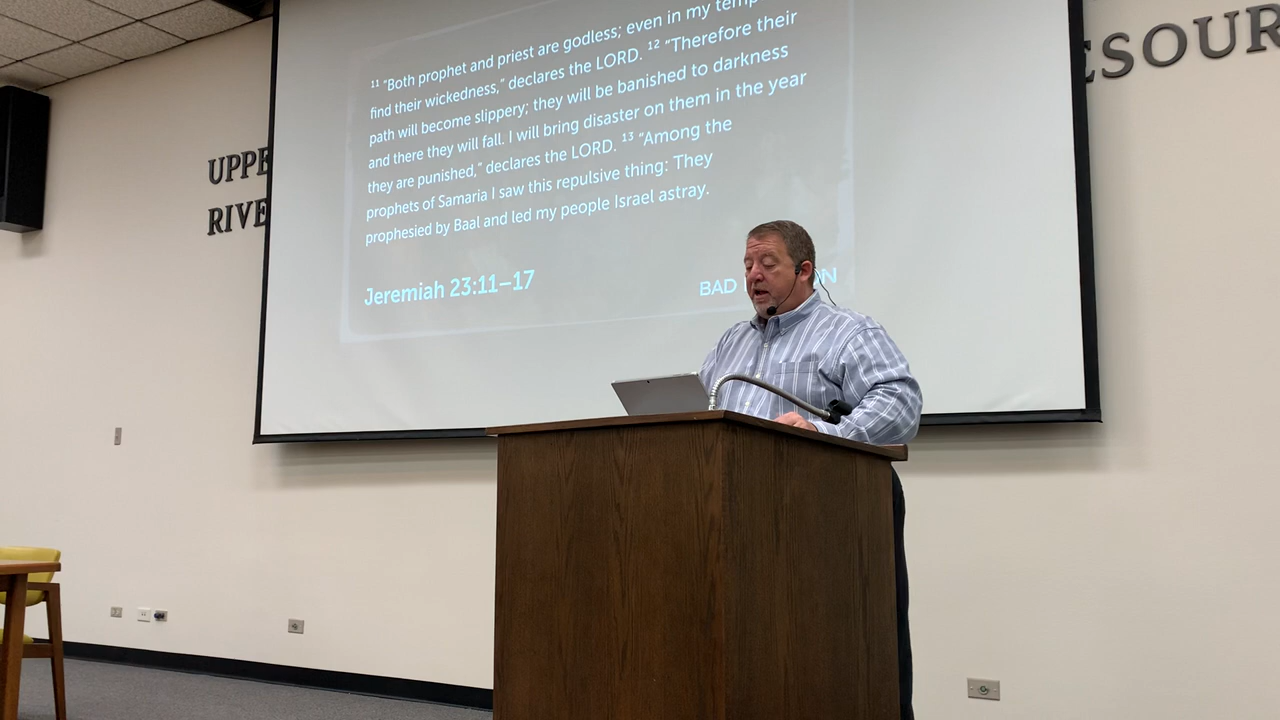 ¹¹ "Both prophet and priest are godless; even in my
find their wickedness," declares the LORD. ¹² "Therefore their
path will become slippery; they will be banished to darkness
and there they will fall. I will bring disaster on them in the year
they are punished," declares the LORD. ¹³ "Among the
prophets of Samaria I saw this repulsive thing: They
prophesied by Baal and led my people Israel astray.
Jeremiah 23:11–17
BAD
UPPE
RIVE
ESOUR